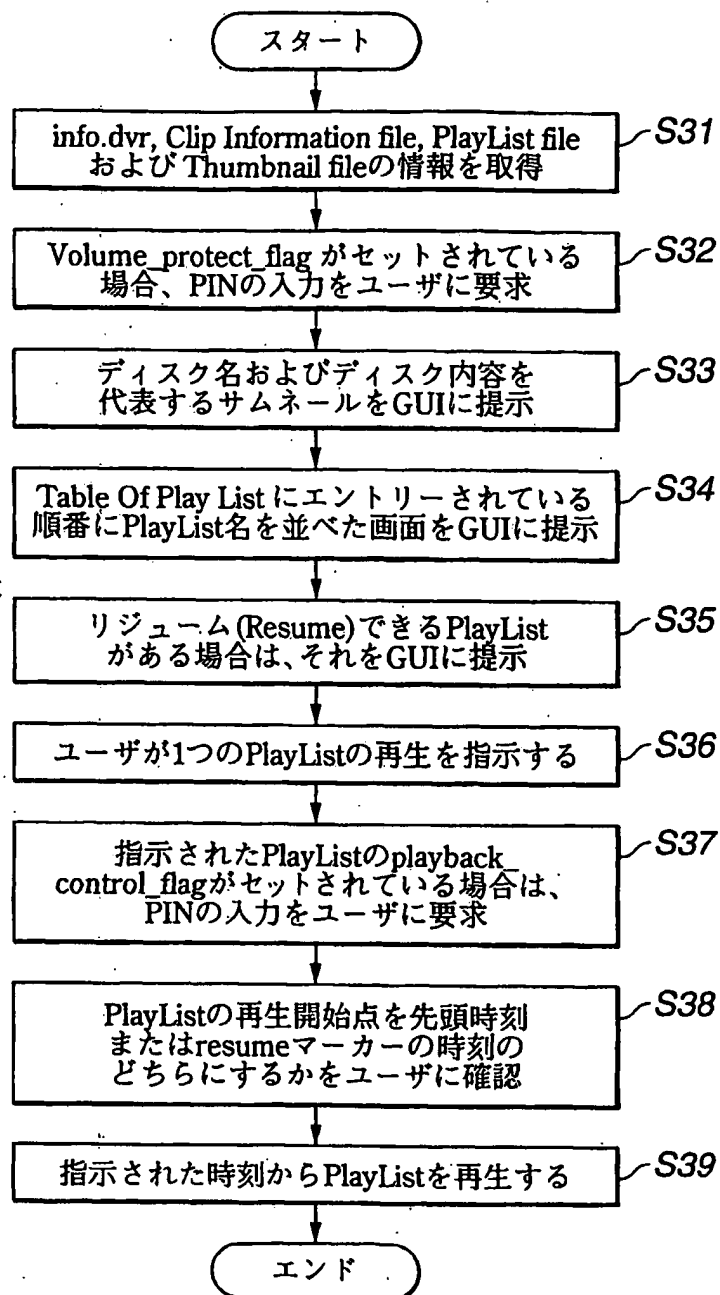 スタート
info.dvr, Clip Information file, PlayList file
および Thumbnail fileの情報を取得
S31
Volume_protect_flag がセットされている
場合、PINの入力をユーザに要求
S32
ディスク名およびディスク内容を
代表するサムネールをGUIに提示
S33
Table Of Play List にエントリーされている
順番にPlayList名を並べた画面をGUIに提示
S34
リジューム(Resume)できるPlayList
がある場合は、それをGUIに提示
S35
ユーザが1つのPlayListの再生を指示する
S36
指示されたPlayListのplayback_
control_flagがセットされている場合は、
PINの入力をユーザに要求
S37
PlayListの再生開始点を先頭時刻
またはresumeマーカーの時刻の
どちらにするかをユーザに確認
S38
指示された時刻からPlayListを再生する
S39
エンド